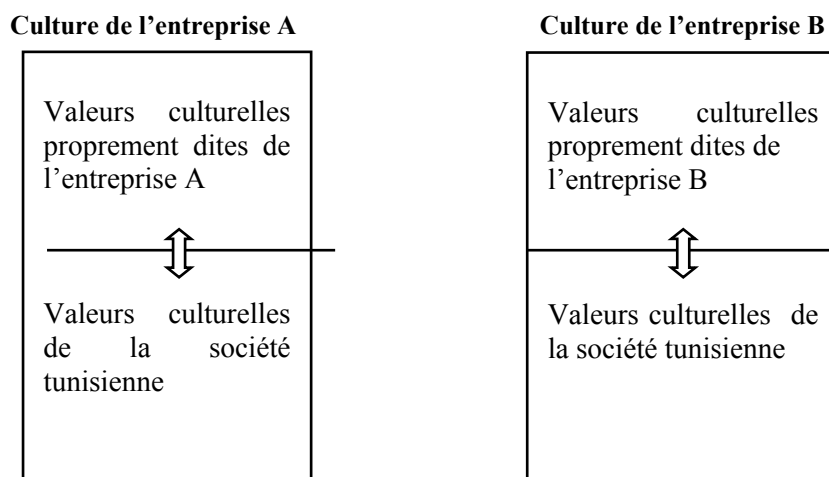 Culture de l’entreprise A
Valeurs culturelles
proprement dites de
l’entreprise A
Valeurs culturelles
de la société
tunisienne
Culture de l’entreprise B
Valeurs culturelles
proprement dites de
l’entreprise B
Valeurs culturelles de
la société tunisienne